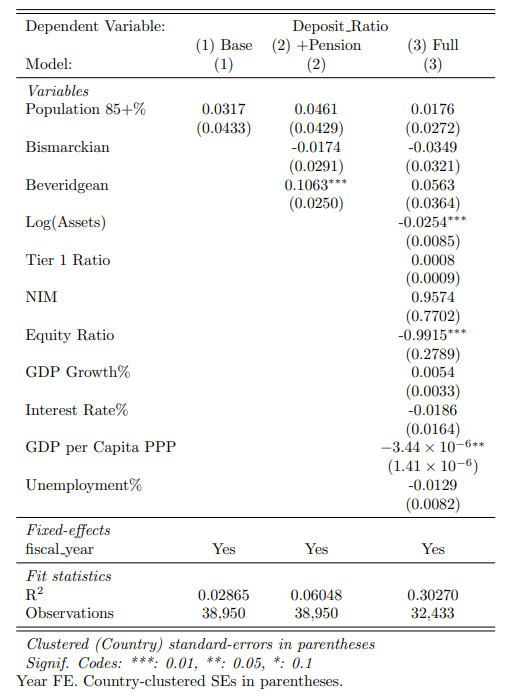 Dependent Variable: Deposit_Ratio
(1) Base (2) +Pension (3) Full
Model: (1) (2) (3)
Variables
Population 85+% 0.0317 0.0461 0.0176
(0.0433) (0.0429) (0.0272)
Bismarckian -0.0174 -0.0349
(0.0291) (0.0321)
Beveridgean 0.1063*** 0.0563
(0.0250) (0.0364)
Log(Assets) -0.0254***
(0.0085)
Tier 1 Ratio 0.0008
(0.0009)
NIM 0.9574
(0.7702)
Equity Ratio -0.9915***
(0.2789)
GDP Growth% 0.0054
(0.0033)
Interest Rate% -0.0186
(0.0164)
GDP per Capita PPP −3.44 × 10⁻⁶**
(1.41 × 10⁻⁶)
Unemployment% -0.0129
(0.0082)
Fixed-effects
fiscal_year Yes Yes Yes
Fit statistics
R² 0.02865 0.06048 0.30270
Observations 38,950 38,950 32,433
Clustered (Country) standard-errors in parentheses
Signif. Codes: ***: 0.01, **: 0.05, *: 0.1
Year FE. Country-clustered SEs in parentheses.